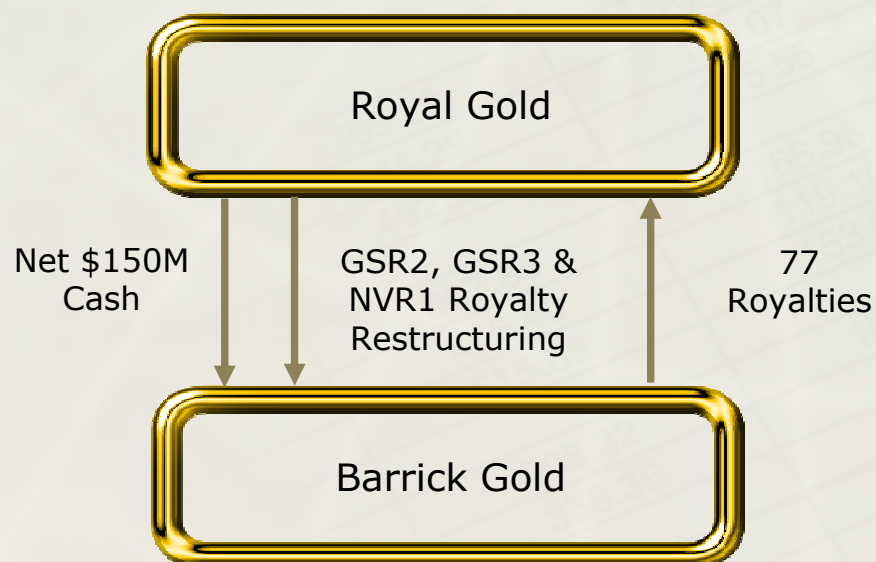 Royal Gold
Net $150M
Cash
GSR2, GSR3 &
NVR1 Royalty
Restructuring
77
Royalties
Barrick Gold